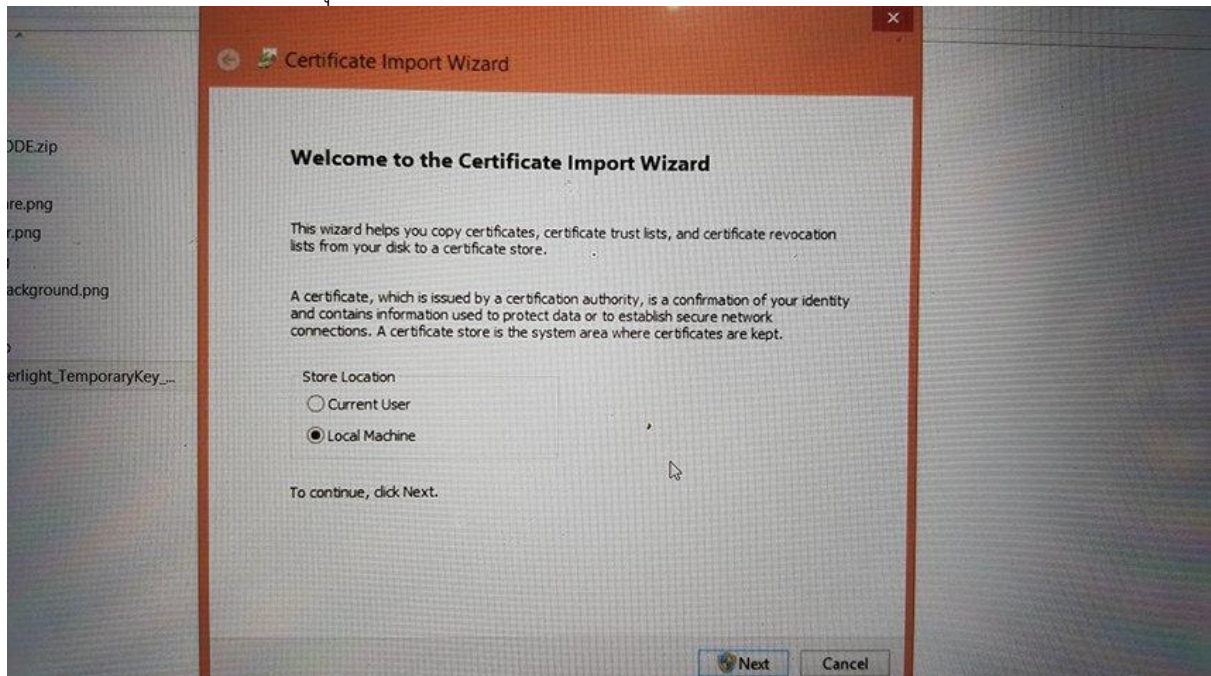 Certificate Import Wizard
Welcome to the Certificate Import Wizard
This wizard helps you copy certificates, certificate trust lists, and certificate revocation
lists from your disk to a certificate store.
A certificate, which is issued by a certification authority, is a confirmation of your identity
and contains information used to protect data or to establish secure network
connections. A certificate store is the system area where certificates are kept.
Store Location
Current User
Local Machine
To continue, click Next.
Next Cancel
ODE.zip
re.png
r.png
ackground.png
erlight_TemporaryKey_...